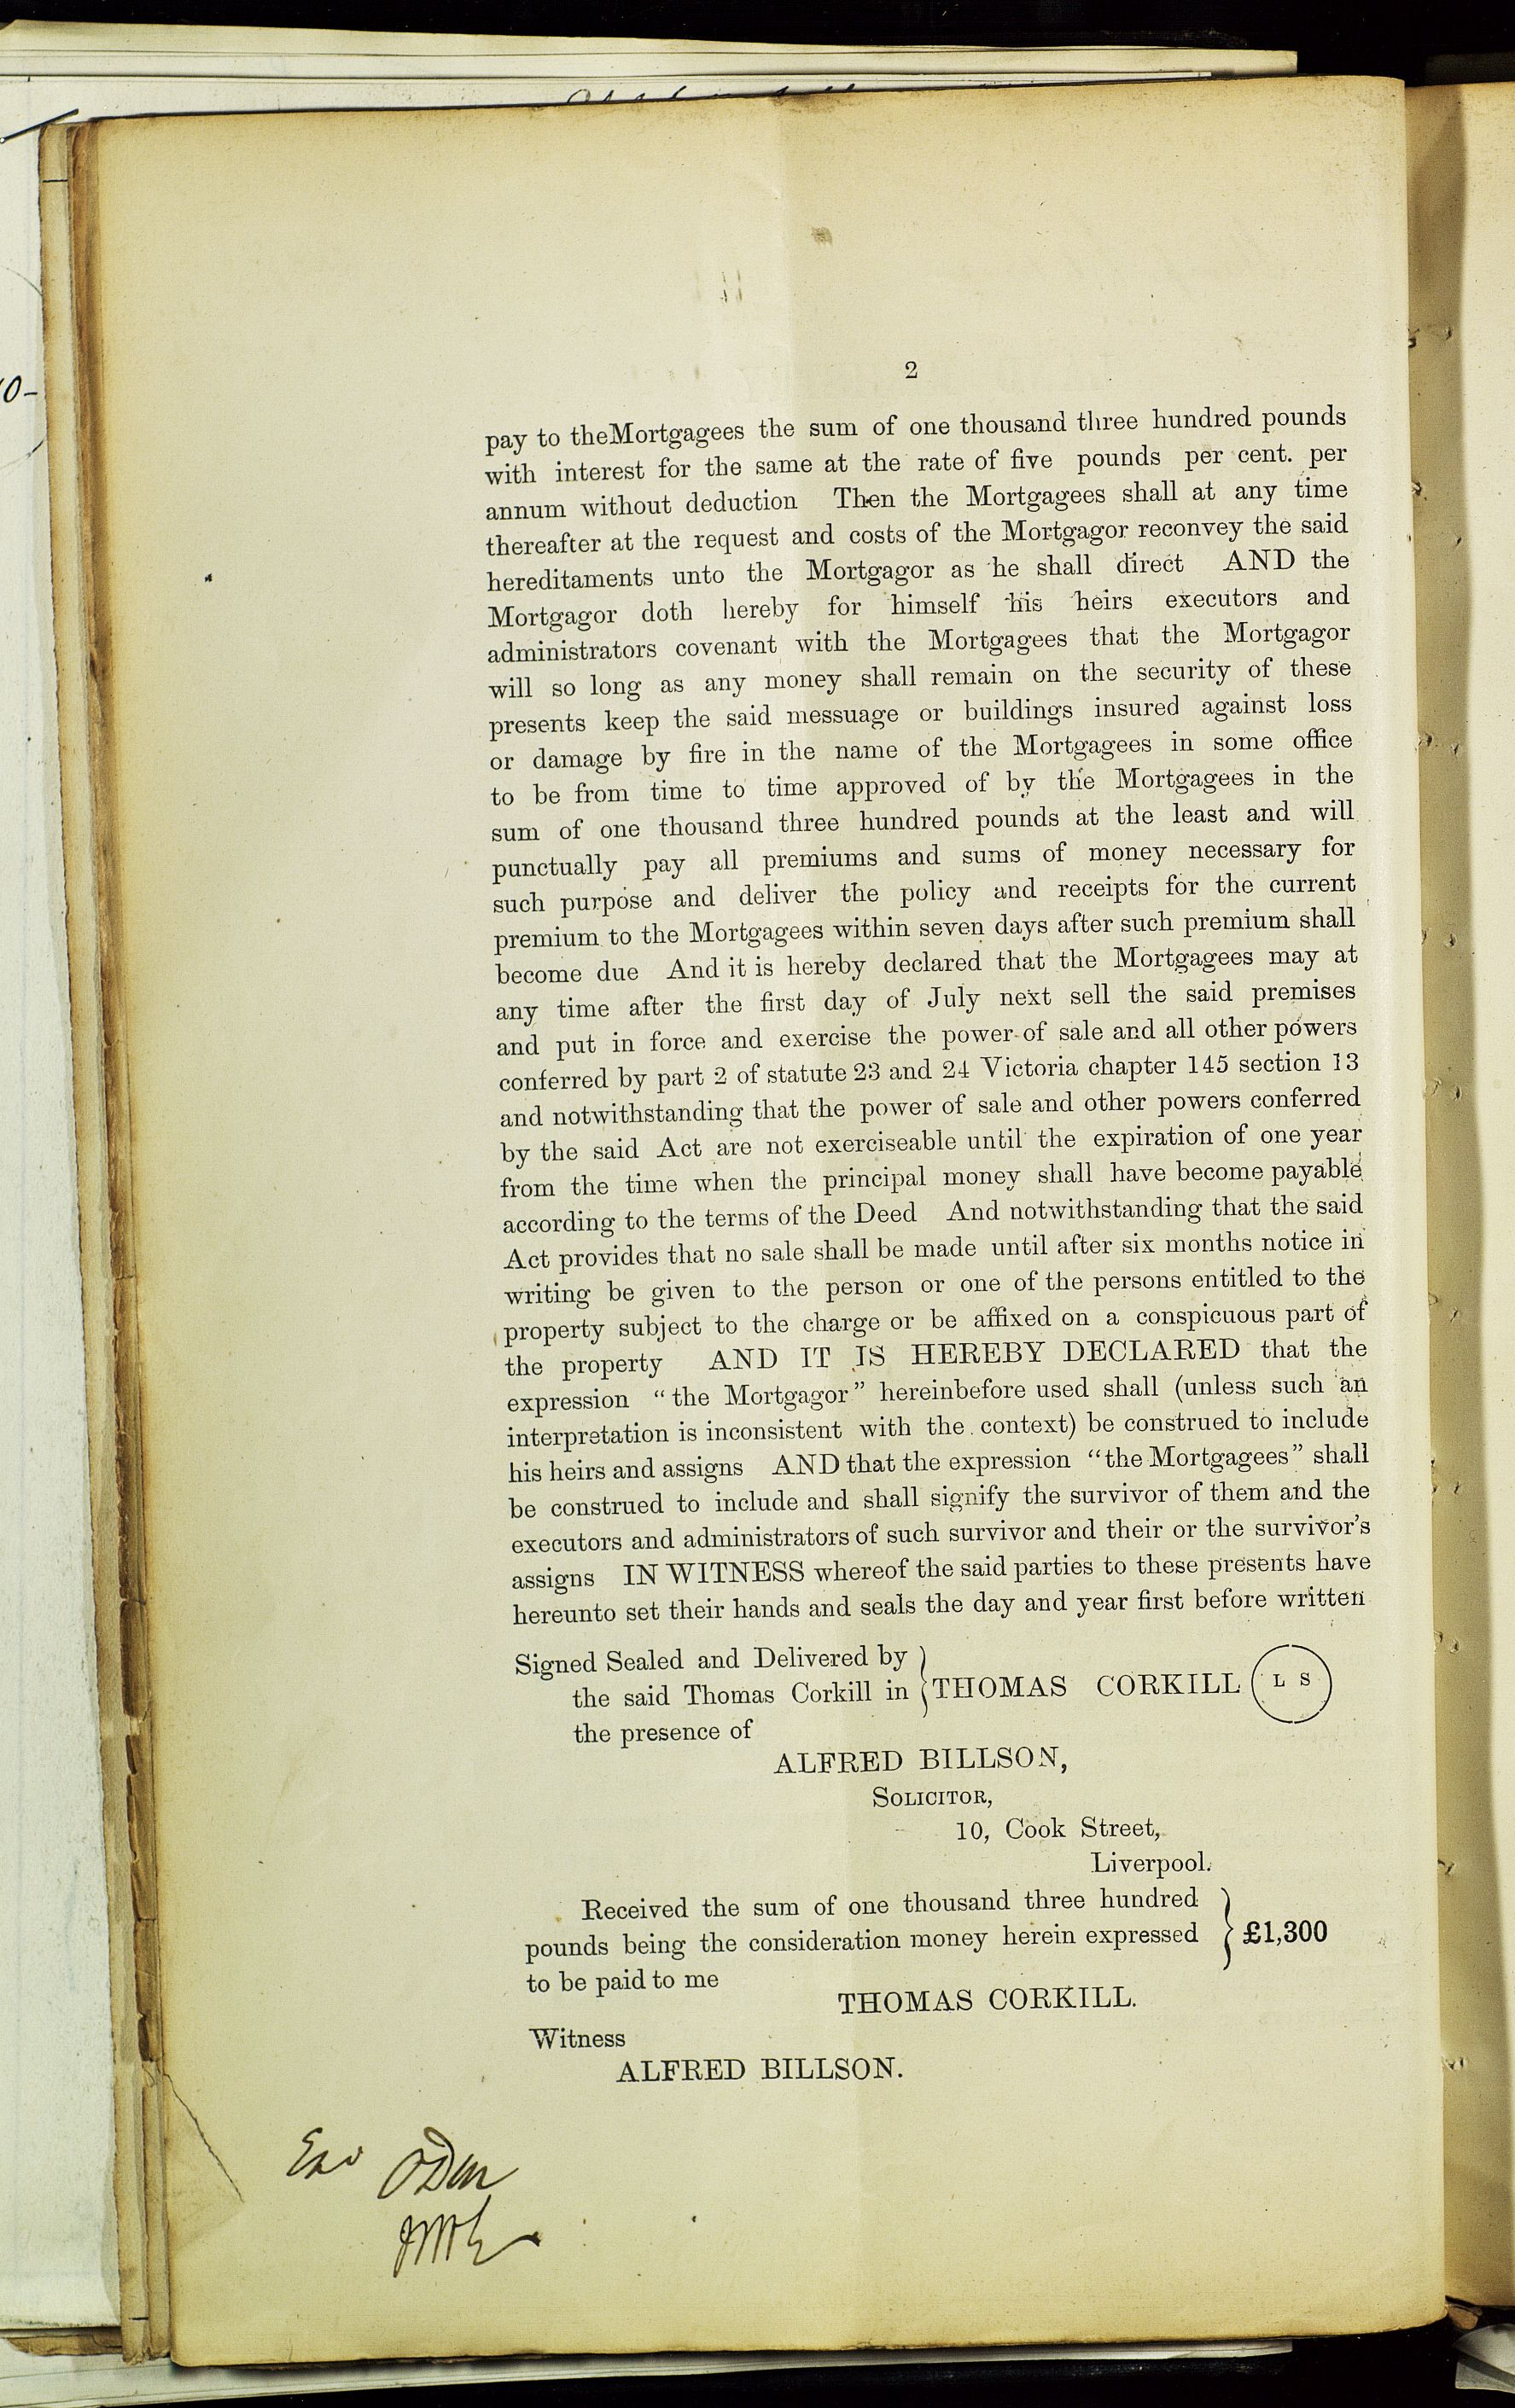 2
pay to theMortgagees the sum of one thousand three hundred pounds
with interest for the same at the rate of five pounds per cent. per
annum without deduction Then the Mortgagees shall at any time
thereafter at the request and costs of the Mortgagor reconvey the said
hereditaments unto the Mortgagor as he shall direct AND the
Mortgagor doth hereby for himself his heirs executors and
administrators covenant with the Mortgagees that the Mortgagor
will so long as any money shall remain on the security of these
presents keep the said messuage or buildings insured against loss
or damage by fire in the name of the Mortgagees in some office
to be from time to time approved of by the Mortgagees in the
sum of one thousand three hundred pounds at the least and will
punctually pay all premiums and sums of money necessary for
such purpose and deliver the policy and receipts for the current
premium to the Mortgagees within seven days after such premium shall
become due And it is hereby declared that the Mortgagees may at
any time after the first day of July next sell the said premises
and put in force and exercise the power of sale and all other powers
conferred by part 2 of statute 23 and 24 Victoria chapter 145 section 13
and notwithstanding that the power of sale and other powers conferred
by the said Act are not exerciseable until the expiration of one year
from the time when the principal money shall have become payable
according to the terms of the Deed And notwithstanding that the said
Act provides that no sale shall be made until after six months notice in
writing be given to the person or one of the persons entitled to the
property subject to the charge or be affixed on a conspicuous part of
the property AND IT IS HEREBY DECLARED that the
expression "the Mortgagor" hereinbefore used shall (unless such an
interpretation is inconsistent with the context) be construed to include
his heirs and assigns AND that the expression "the Mortgagees" shall
be construed to include and shall signify the survivor of them and the
executors and administrators of such survivor and their or the survivor's
assigns IN WITNESS whereof the said parties to these presents have
hereunto set their hands and seals the day and year first before written
Signed Sealed and Delivered by
the said Thomas Corkill in } THOMAS CORKILL L S
the presence of
ALFRED BILLSON,
SOLICITOR,
10, Cook Street,
Liverpool.
Received the sum of one thousand three hundred
pounds being the consideration money herein expressed } £1,300
to be paid to me
THOMAS CORKILL.
Witness
ALFRED BILLSON.